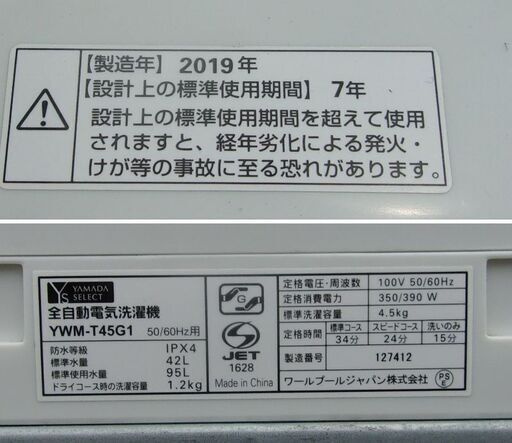 【製造年】 2019年
【設計上の標準使用期間】 7年
設計上の標準使用期間を超えて使用
されますと、経年劣化による発火・
けが等の事故に至る恐れがあります。
YS YAMADA SELECT
全自動電気洗濯機
YWM-T45G1 50/60Hz用
防水等級 IPX4
標準水量 42L
標準使用水量 95L
ドライコース時の洗濯容量 1.2kg
G
S
JET
1628
Made in China
定格電圧・周波数 100V 50/60Hz
定格消費電力 350/390 W
標準洗濯容量 4.5kg
定格時間 標準コース 34分 スピードコース 24分 洗いのみ 15分
製造番号 127412
ワールプールジャパン株式会社 PSE